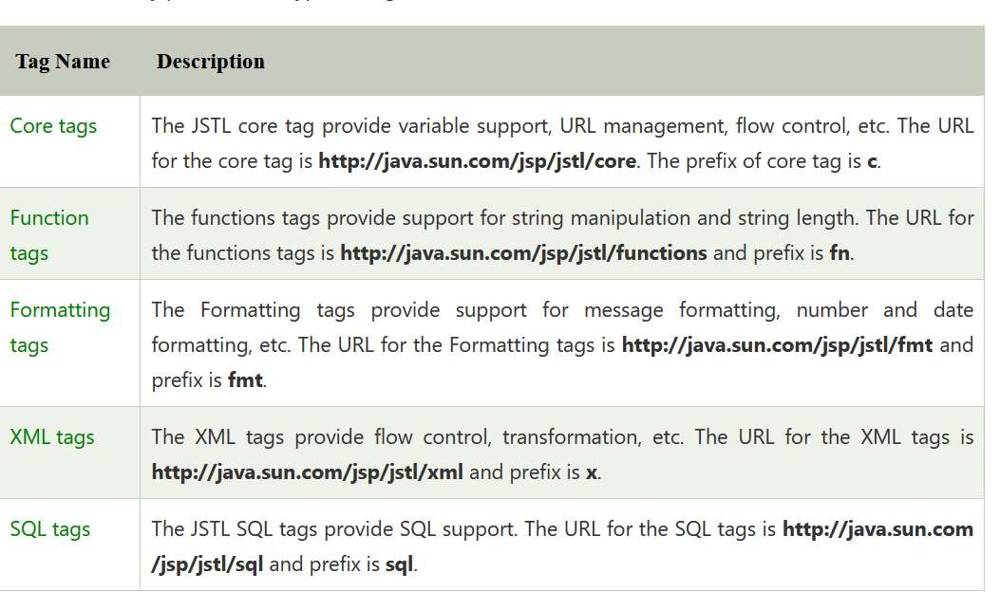 Tag Name Description
Core tags The JSTL core tag provide variable support, URL management, flow control, etc. The URL
for the core tag is http://java.sun.com/jsp/jstl/core. The prefix of core tag is c.
Function The functions tags provide support for string manipulation and string length. The URL for
tags the functions tags is http://java.sun.com/jsp/jstl/functions and prefix is fn.
Formatting The Formatting tags provide support for message formatting, number and date
tags formatting, etc. The URL for the Formatting tags is http://java.sun.com/jsp/jstl/fmt and
prefix is fmt.
XML tags The XML tags provide flow control, transformation, etc. The URL for the XML tags is
http://java.sun.com/jsp/jstl/xml and prefix is x.
SQL tags The JSTL SQL tags provide SQL support. The URL for the SQL tags is http://java.sun.com
/jsp/jstl/sql and prefix is sql.